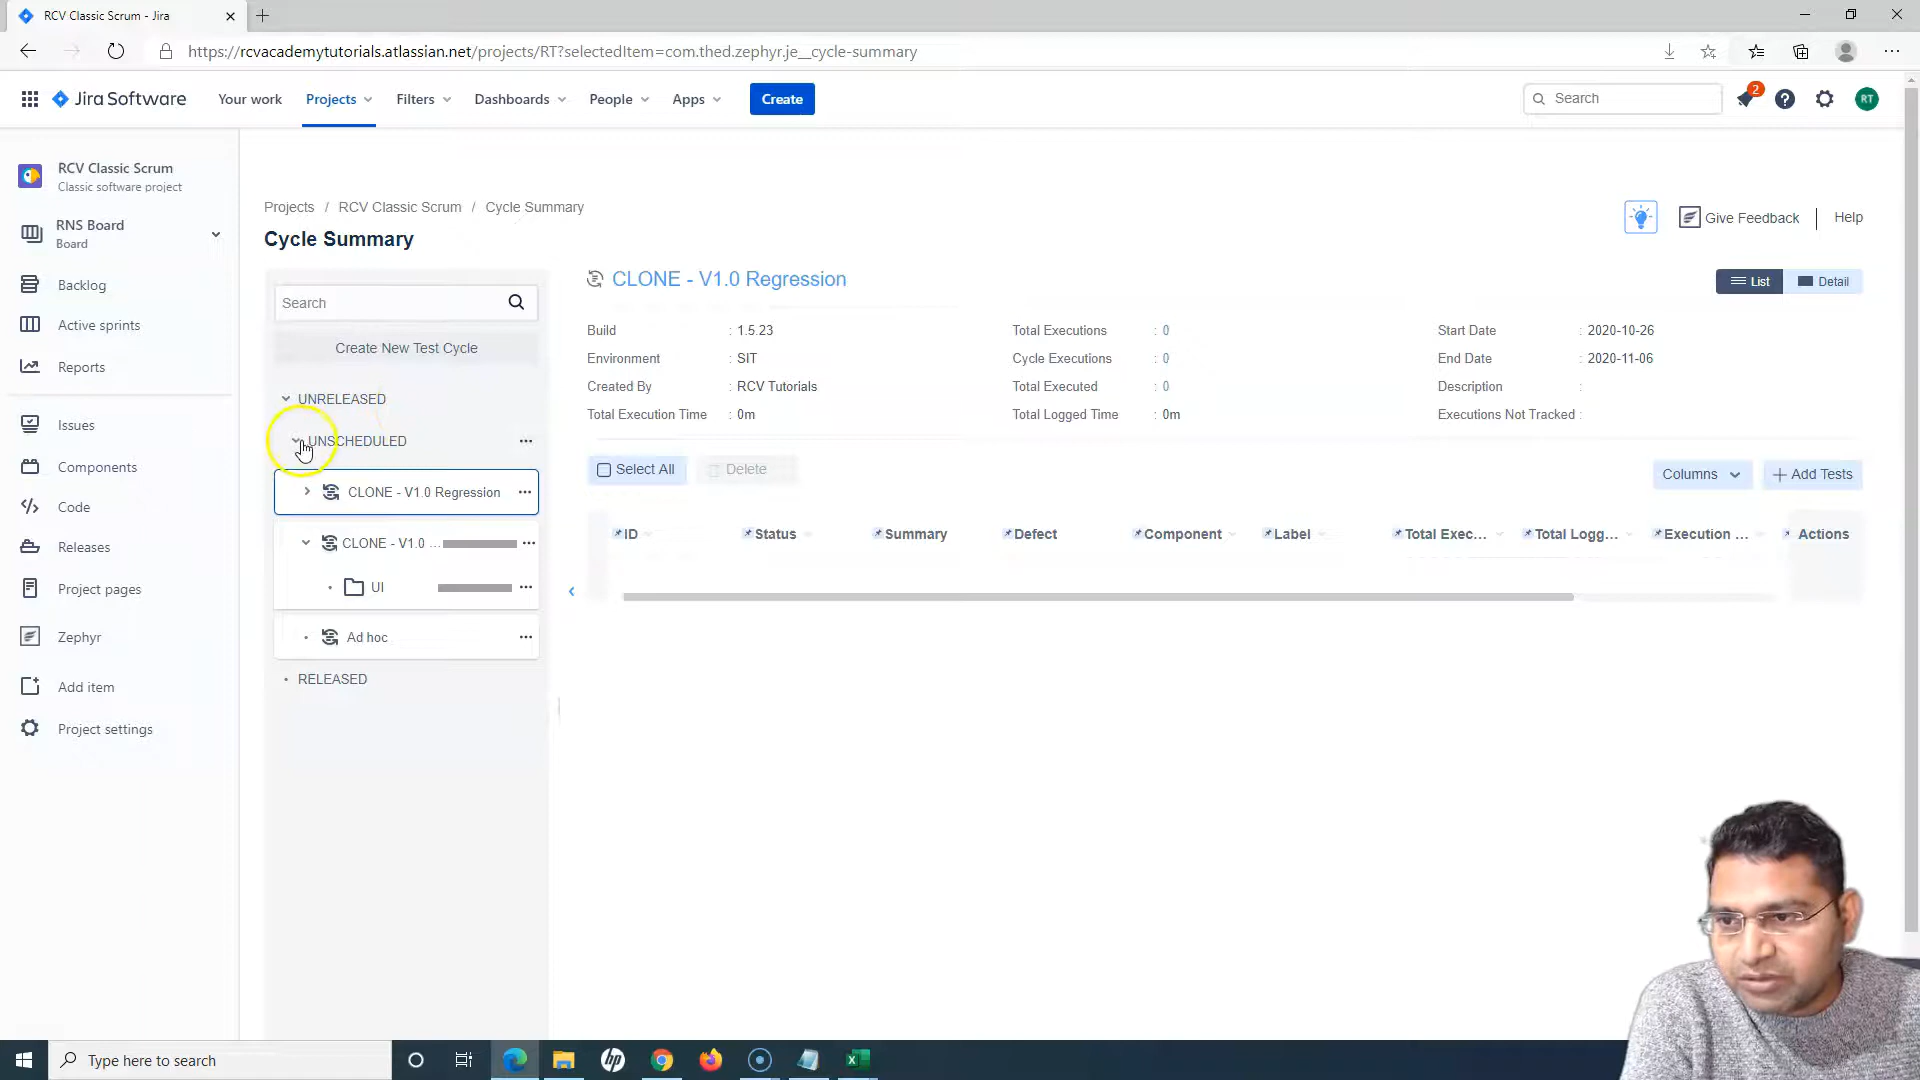 RCV Classic Scrum - Jira
https://rcvacademytutorials.atlassian.net/projects/RT?selectedItem=com.thed.zephyr.je__cycle-summary
Jira Software
Your work
Projects
Filters
Dashboards
People
Apps
Create
Search
2
RT
RCV Classic Scrum
Classic software project
RNS Board
Board
Backlog
Active sprints
Reports
Issues
Components
Code
Releases
Project pages
Zephyr
Add item
Project settings
Projects / RCV Classic Scrum / Cycle Summary
Give Feedback
Help
Cycle Summary
Search
Create New Test Cycle
UNRELEASED
UNSCHEDULED
CLONE - V1.0 Regression
CLONE - V1.0 ...
UI
Ad hoc
RELEASED
CLONE - V1.0 Regression
List
Detail
Build : 1.5.23
Total Executions : 0
Start Date : 2020-10-26
Environment : SIT
Cycle Executions : 0
End Date : 2020-11-06
Created By : RCV Tutorials
Total Executed : 0
Description :
Total Execution Time : 0m
Total Logged Time : 0m
Executions Not Tracked :
Select All
Delete
Columns
Add Tests
ID
Status
Summary
Defect
Component
Label
Total Exec...
Total Logg...
Execution ...
Actions
Type here to search